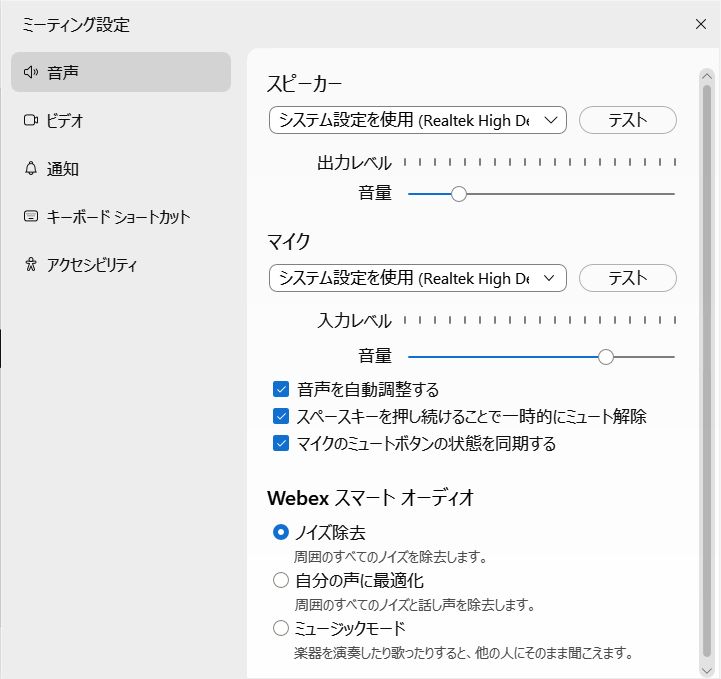 ミーティング設定
音声
ビデオ
通知
キーボード ショートカット
アクセシビリティ
スピーカー
システム設定を使用 (Realtek High De
テスト
出力レベル
音量
マイク
システム設定を使用 (Realtek High De
テスト
入力レベル
音量
音声を自動調整する
スペースキーを押し続けることで一時的にミュート解除
マイクのミュートボタンの状態を同期する
Webex スマート オーディオ
ノイズ除去
周囲のすべてのノイズを除去します。
自分の声に最適化
周囲のすべてのノイズと話し声を除去します。
ミュージックモード
楽器を演奏したり歌ったりすると、他の人にそのまま聞こえます。